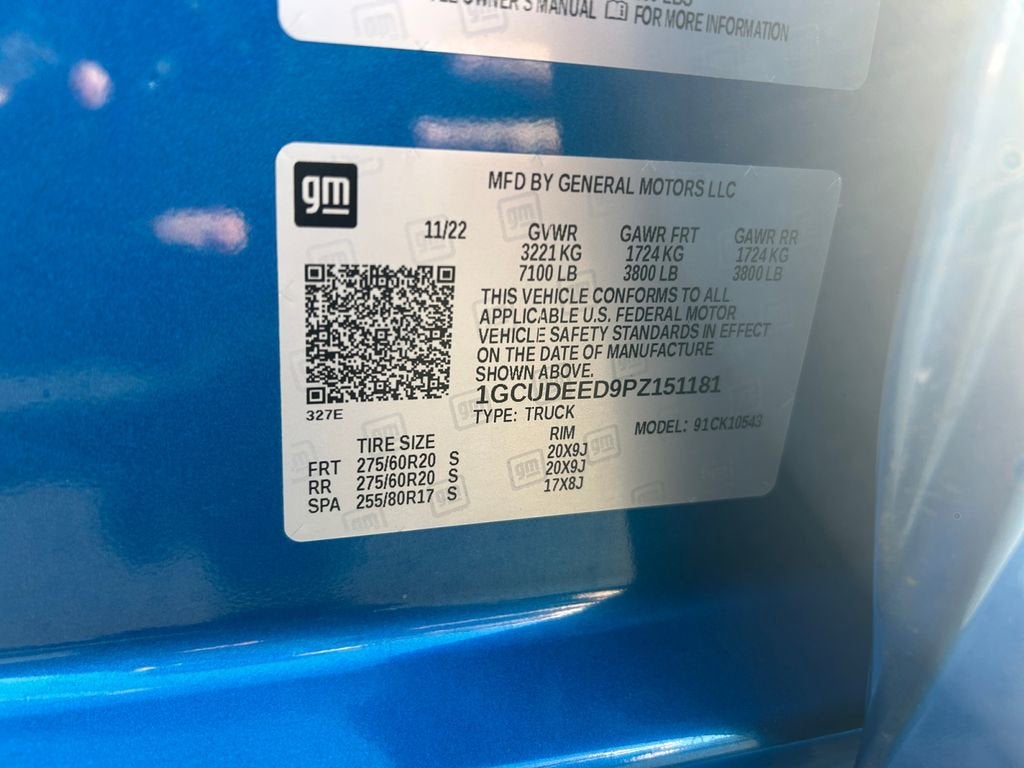 OWNER'S MANUAL FOR MORE INFORMATION
gm
MFD BY GENERAL MOTORS LLC
11/22 GVWR GAWR FRT GAWR RR
3221 KG 1724 KG 1724 KG
7100 LB 3800 LB 3800 LB
THIS VEHICLE CONFORMS TO ALL
APPLICABLE U.S. FEDERAL MOTOR
VEHICLE SAFETY STANDARDS IN EFFECT
ON THE DATE OF MANUFACTURE
SHOWN ABOVE.
1GCUDEED9PZ151181
327E
TYPE: TRUCK MODEL: 91CK10543
TIRE SIZE RIM
FRT 275/60R20 S 20X9J
RR 275/60R20 S 20X9J
SPA 255/80R17 S 17X8J